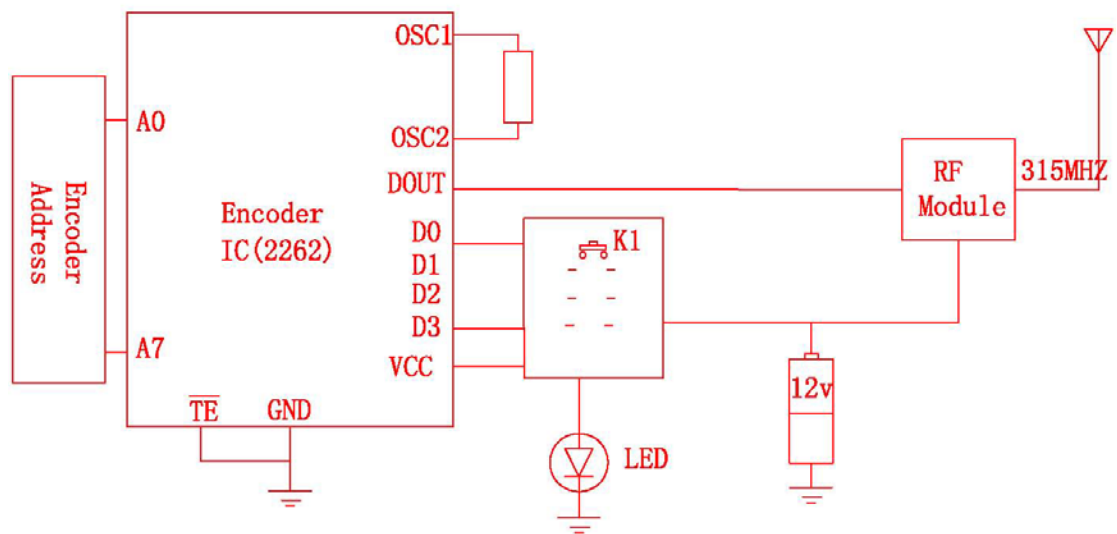 OSC1
OSC2
DOUT
D0
D1
D2
D3
VCC
A0
A7
Encoder
Address
Encoder
IC(2262)
TE
GND
K1
LED
12v
RF
Module
315MHZ